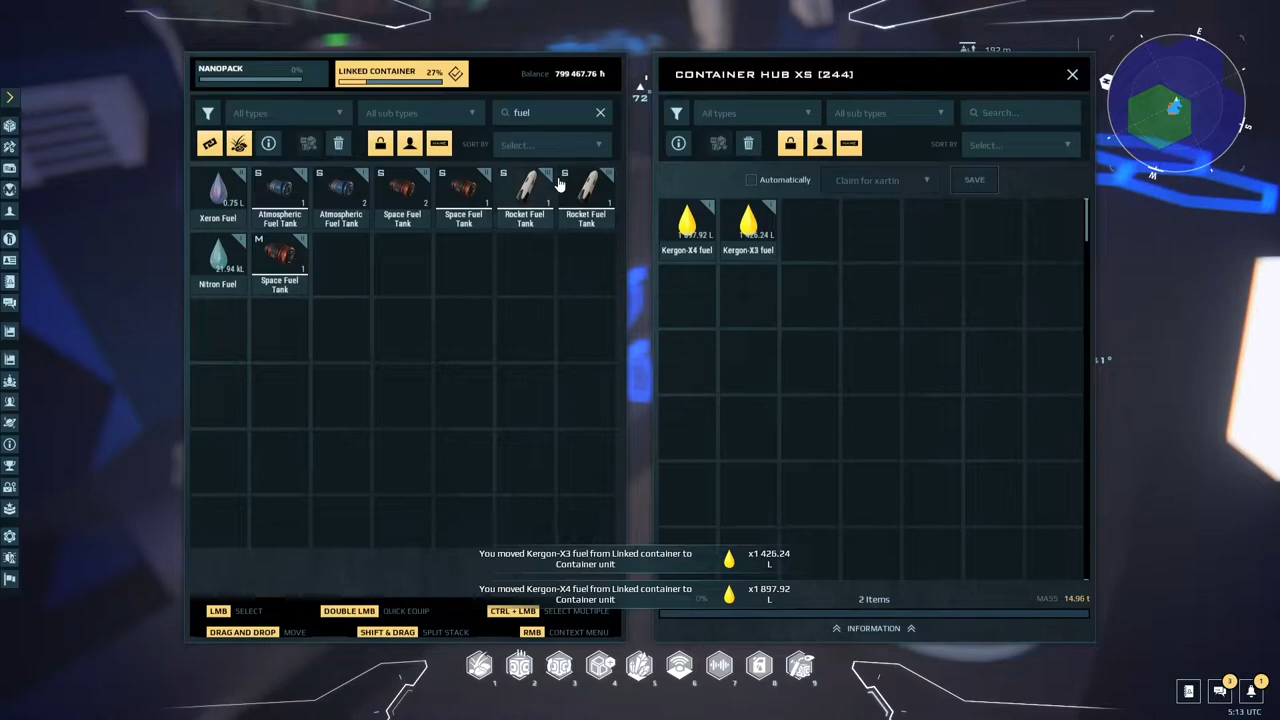 NANOPACK 0%
LINKED CONTAINER 27%
Balance 799 467.76 ħ
All types
All sub types
fuel
SORT BY
Select...
II
0.75 L
Xeron Fuel
S
1
Atmospheric
Fuel Tank
S
2
Atmospheric
Fuel Tank
S
2
Space Fuel
Tank
S
1
Space Fuel
Tank
S
1
Rocket Fuel
Tank
S
1
Rocket Fuel
Tank
21.94 kL
Nitron Fuel
M
1
Space Fuel
Tank
CONTAINER HUB XS [244]
All types
All sub types
Search...
NAME
SORT BY
Select...
Automatically
Claim for xartin
SAVE
Kergon-X4 fuel
Kergon-X3 fuel
You moved Kergon-X3 fuel from Linked container to
Container unit
x1 426.24
L
You moved Kergon-X4 fuel from Linked container to
Container unit
x1 897.92
L
0%
2 Items
MASS 14.96 t
INFORMATION
LMB SELECT
DOUBLE LMB QUICK EQUIP
CTRL + LMB SELECT MULTIPLE
DRAG AND DROP MOVE
SHIFT & DRAG SPLIT STACK
RMB CONTEXT MENU
1 2 3 4 5 6 7 8 9
192 m
72
E
S
W
N
3
1
5:13 UTC